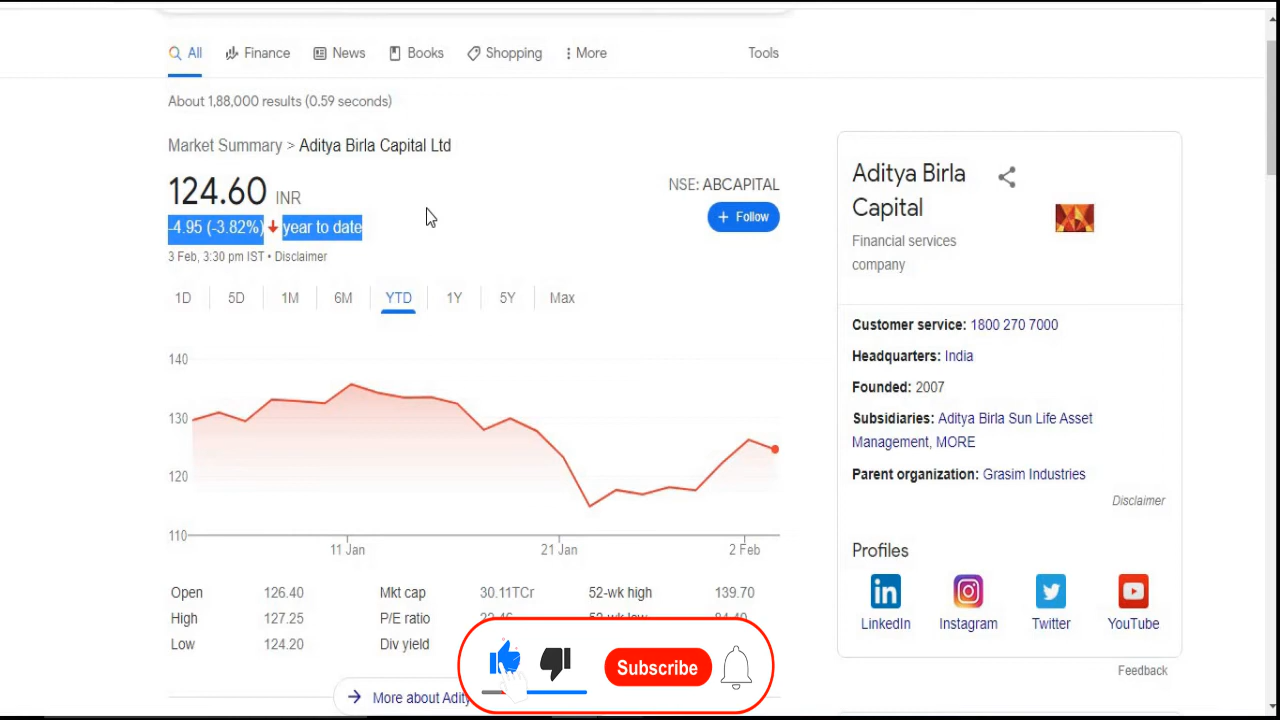 All Finance News Books Shopping More Tools
About 1,88,000 results (0.59 seconds)
Market Summary > Aditya Birla Capital Ltd
124.60 INR
NSE: ABCAPITAL
-4.95 (-3.82%) year to date
+ Follow
3 Feb, 3:30 pm IST • Disclaimer
1D 5D 1M 6M YTD 1Y 5Y Max
140
130
120
110
11 Jan 21 Jan 2 Feb
Open 126.40 Mkt cap 30.11TCr 52-wk high 139.70
High 127.25 P/E ratio
Low 124.20 Div yield
More about
Aditya Birla
Capital
Financial services
company
Customer service: 1800 270 7000
Headquarters: India
Founded: 2007
Subsidiaries: Aditya Birla Sun Life Asset
Management, MORE
Parent organization: Grasim Industries
Disclaimer
Profiles
LinkedIn Instagram Twitter YouTube
Feedback
Subscribe